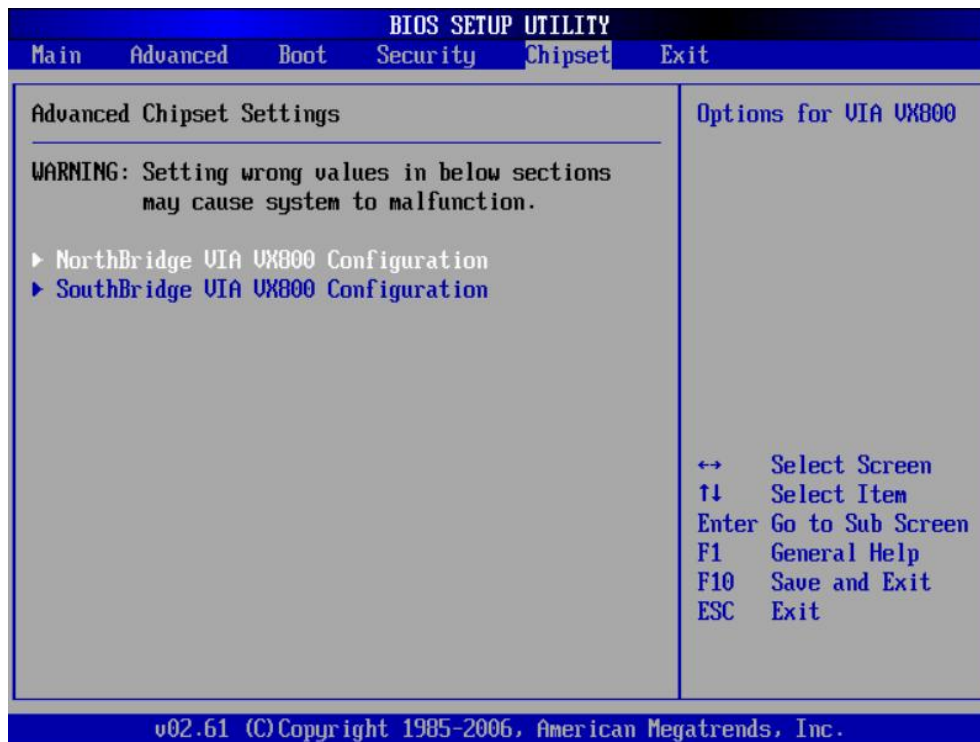 BIOS SETUP UTILITY
Main Advanced Boot Security Chipset Exit
Advanced Chipset Settings
WARNING: Setting wrong values in below sections
may cause system to malfunction.
▶ NorthBridge VIA VX800 Configuration
▶ SouthBridge VIA VX800 Configuration
Options for VIA VX800
↔ Select Screen
↑↓ Select Item
Enter Go to Sub Screen
F1 General Help
F10 Save and Exit
ESC Exit
v02.61 (C)Copyright 1985-2006, American Megatrends, Inc.